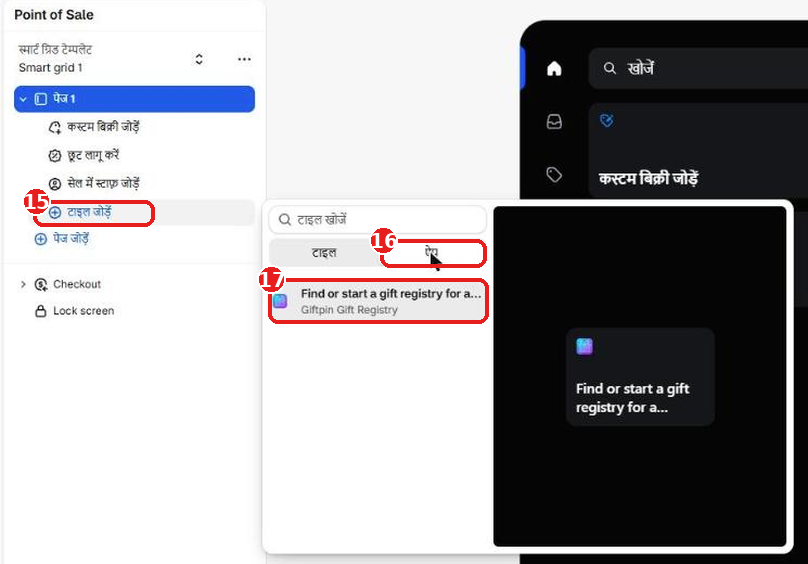 Point of Sale
स्मार्ट ग्रिड टेम्पलेट
Smart grid 1
पेज 1
कस्टम बिक्री जोड़ें
छूट लागू करें
सेल में स्टाफ़ जोड़ें
15
टाइल जोड़ें
पेज जोड़ें
Checkout
Lock screen
टाइल खोजें
टाइल
16
ऐप
17
Find or start a gift registry for a...
Giftpin Gift Registry
खोजें
कस्टम बिक्री जोड़ें
Find or start a gift
registry for a...